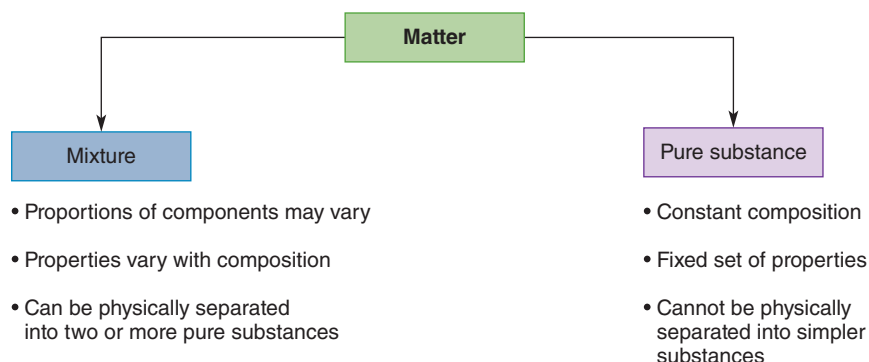 Matter
Mixture
• Proportions of components may vary
• Properties vary with composition
• Can be physically separated
into two or more pure substances
Pure substance
• Constant composition
• Fixed set of properties
• Cannot be physically
separated into simpler
substances